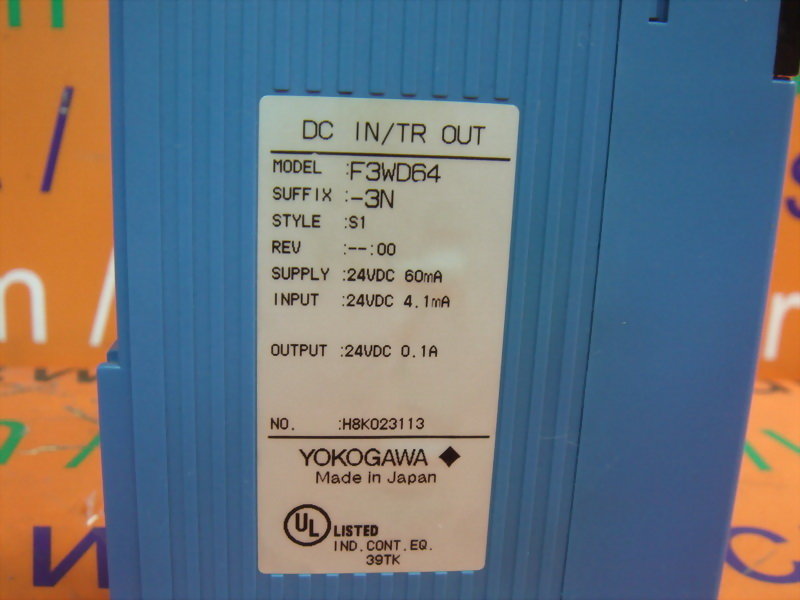 DC IN/TR OUT
MODEL :F3WD64
SUFFIX :-3N
STYLE :S1
REV :--:00
SUPPLY :24VDC 60mA
INPUT :24VDC 4.1mA
OUTPUT :24VDC 0.1A
NO. :H8K023113
YOKOGAWA ◆
Made in Japan
UL LISTED
IND.CONT.EQ.
39TK